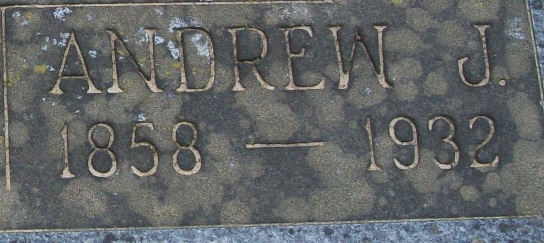 ANDREW J.
1858 — 1932